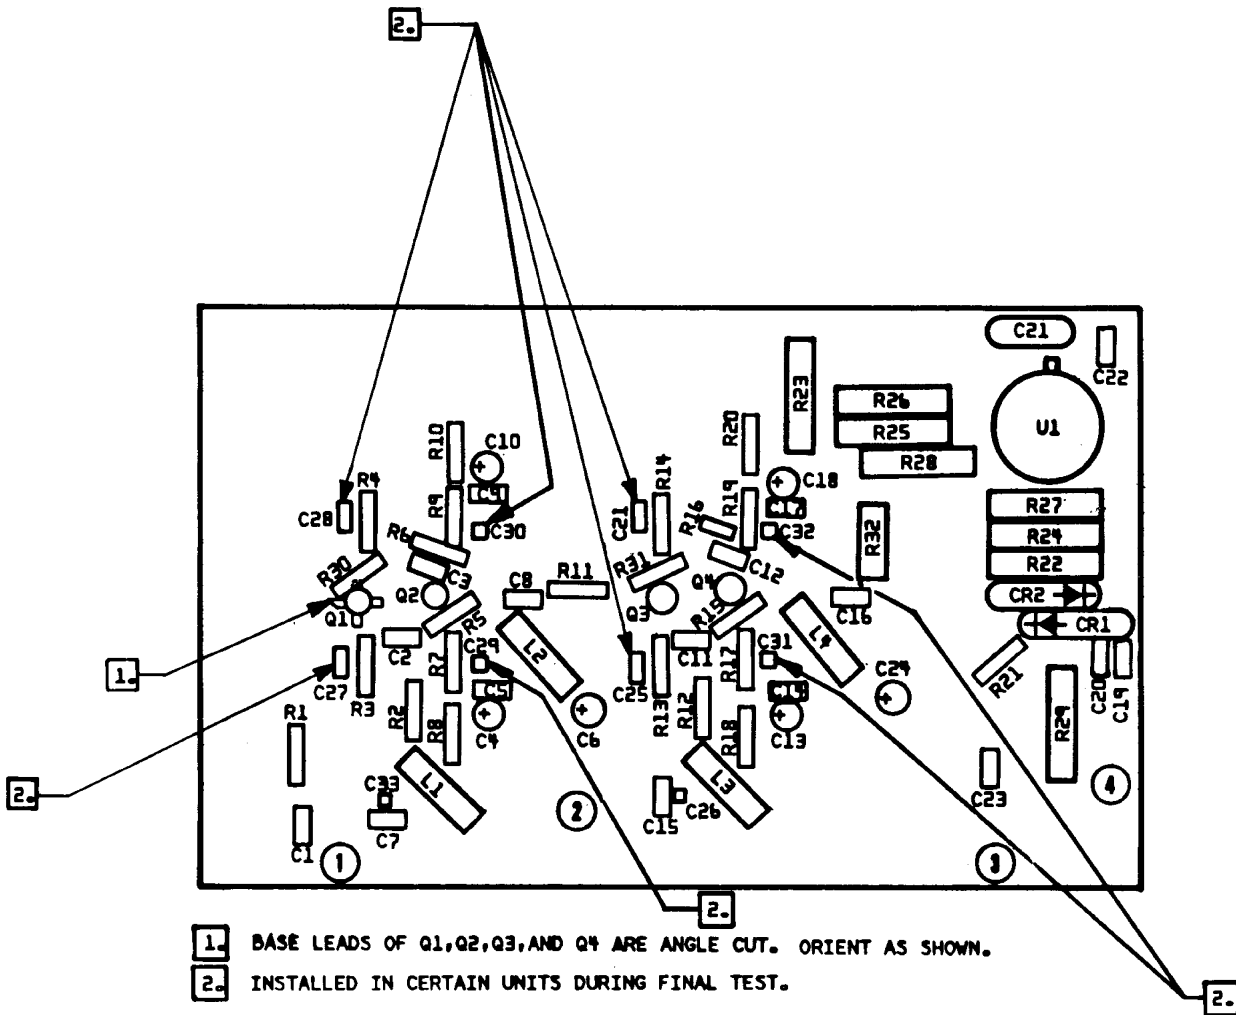 2.
C21
C22
R23
R26
R25
R28
U1
R10
C10
R20
R4
R14
C18
R9
R19
R27
C28
C21
R16
C30
C32
R32
R24
R6
R22
R30
C3
R31
C12
Q2
C8
R11
Q4
CR2
Q1
Q3
C16
R5
R15
CR1
C2
C29
L2
C11
C31
L4
R7
R17
1.
C27
R3
C25
R13
R21
C20
C19
C5
C24
R2
R12
R1
R8
C4
C6
R18
C13
R29
L1
L3
2.
C33
C23
4
C7
2
C15
C26
C1
1
3
2.
1. BASE LEADS OF Q1,Q2,Q3,AND Q4 ARE ANGLE CUT. ORIENT AS SHOWN.
2. INSTALLED IN CERTAIN UNITS DURING FINAL TEST.
2.